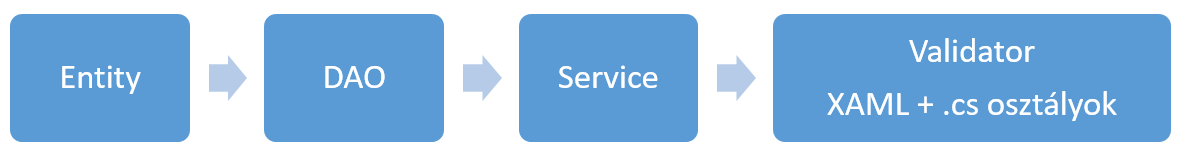 Entity
DAO
Service
Validator
XAML + .cs osztályok